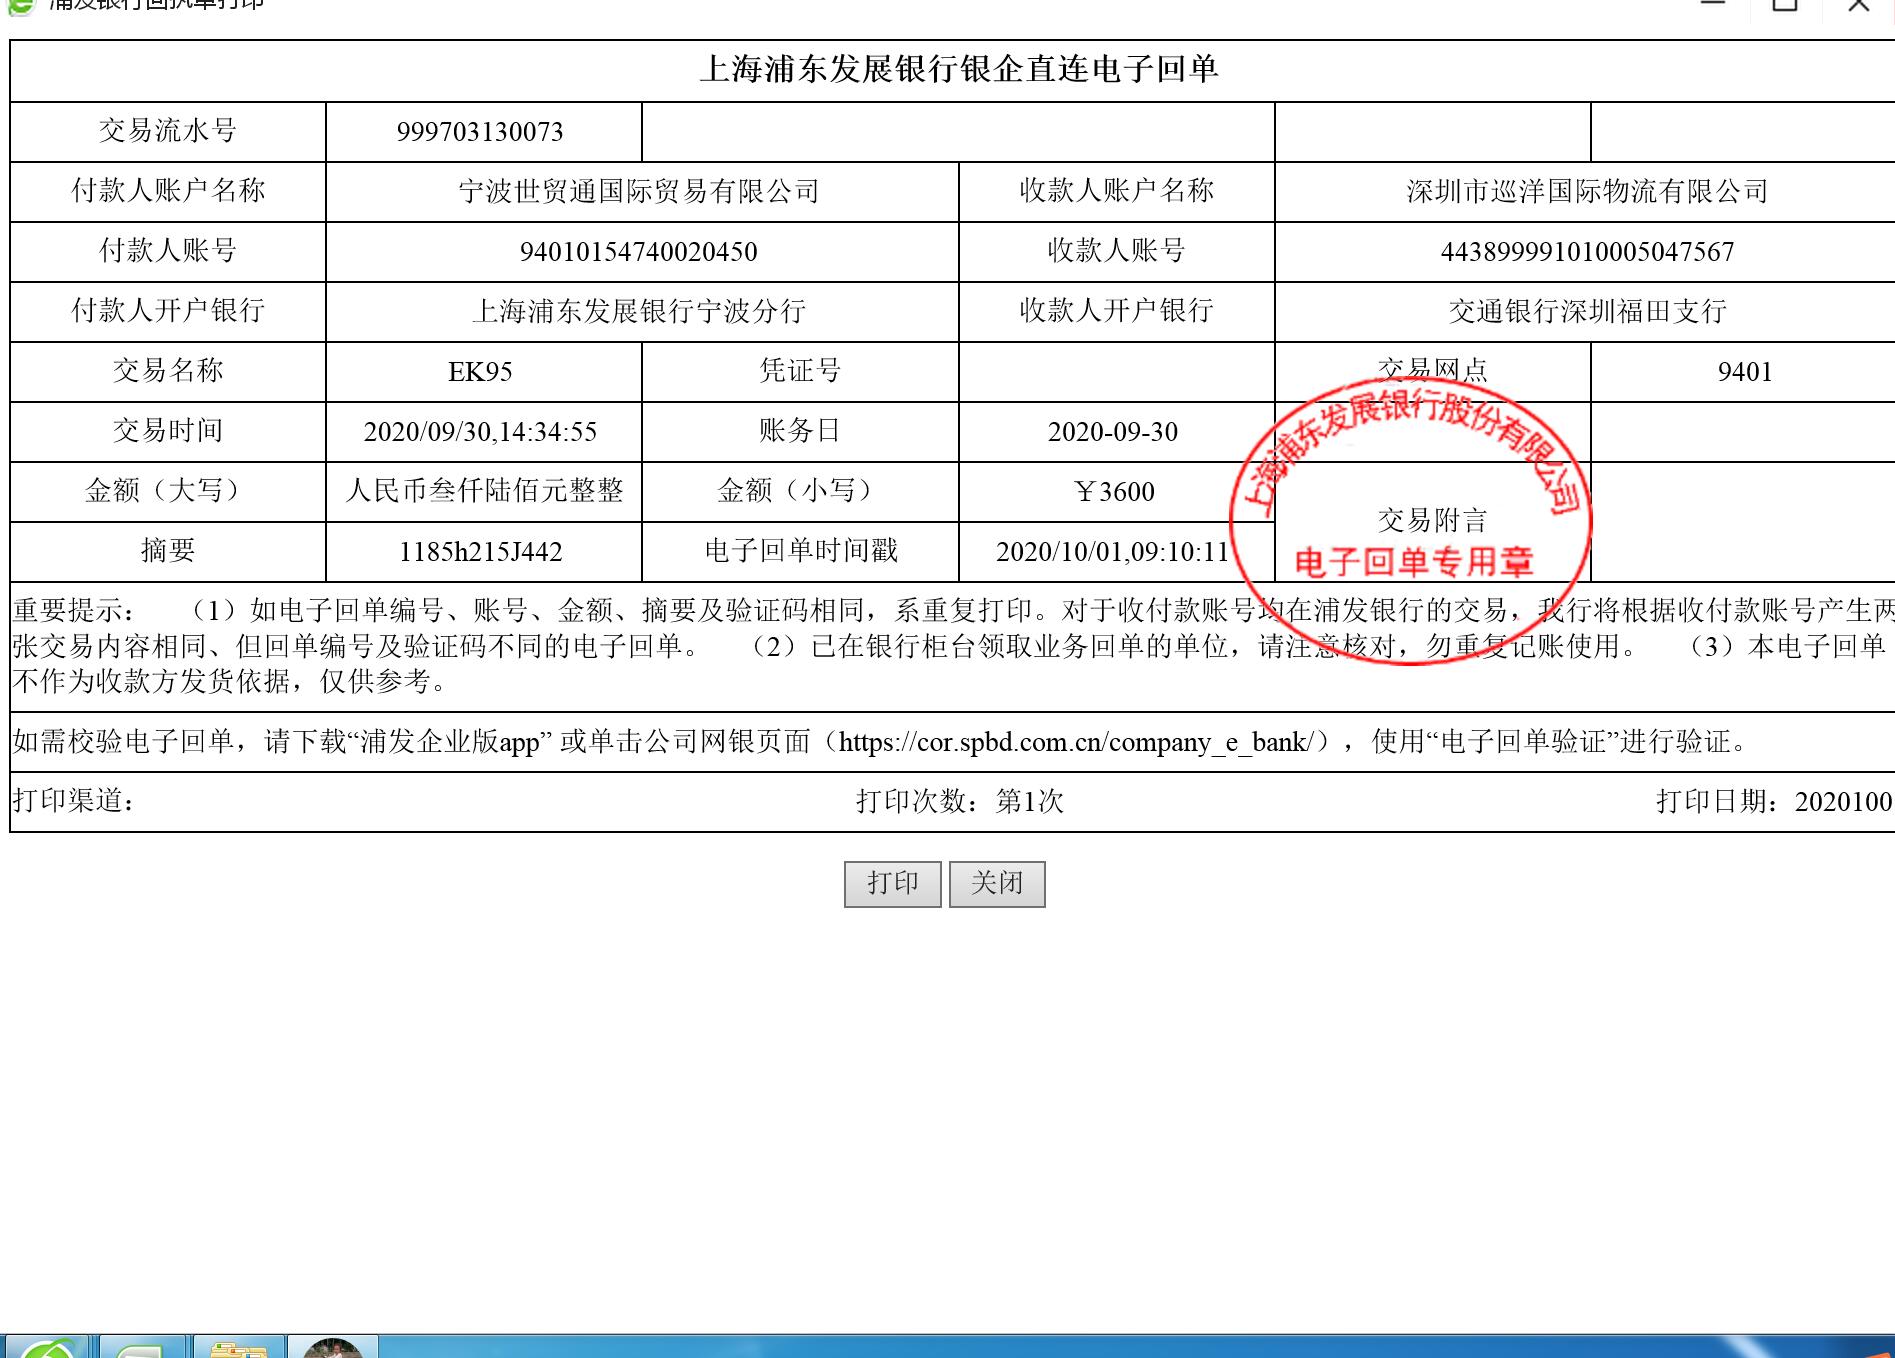 浦发银行回执单打印
上海浦东发展银行银企直连电子回单
交易流水号 999703130073
付款人账户名称 宁波世贸通国际贸易有限公司 收款人账户名称 深圳市巡洋国际物流有限公司
付款人账号 94010154740020450 收款人账号 443899991010005047567
付款人开户银行 上海浦东发展银行宁波分行 收款人开户银行 交通银行深圳福田支行
交易名称 EK95 凭证号 交易网点 9401
交易时间 2020/09/30,14:34:55 账务日 2020-09-30
金额（大写） 人民币叁仟陆佰元整整 金额（小写） ￥3600
交易附言
摘要 1185h215J442 电子回单时间戳 2020/10/01,09:10:11
上海浦东发展银行股份有限公司
电子回单专用章
重要提示： （1）如电子回单编号、账号、金额、摘要及验证码相同，系重复打印。对于收付款账号均在浦发银行的交易，我行将根据收付款账号产生两
张交易内容相同、但回单编号及验证码不同的电子回单。 （2）已在银行柜台领取业务回单的单位，请注意核对，勿重复记账使用。 （3）本电子回单
不作为收款方发货依据，仅供参考。
如需校验电子回单，请下载“浦发企业版app” 或单击公司网银页面（https://cor.spbd.com.cn/company_e_bank/），使用“电子回单验证”进行验证。
打印渠道： 打印次数：第1次 打印日期：2020100
打印 关闭